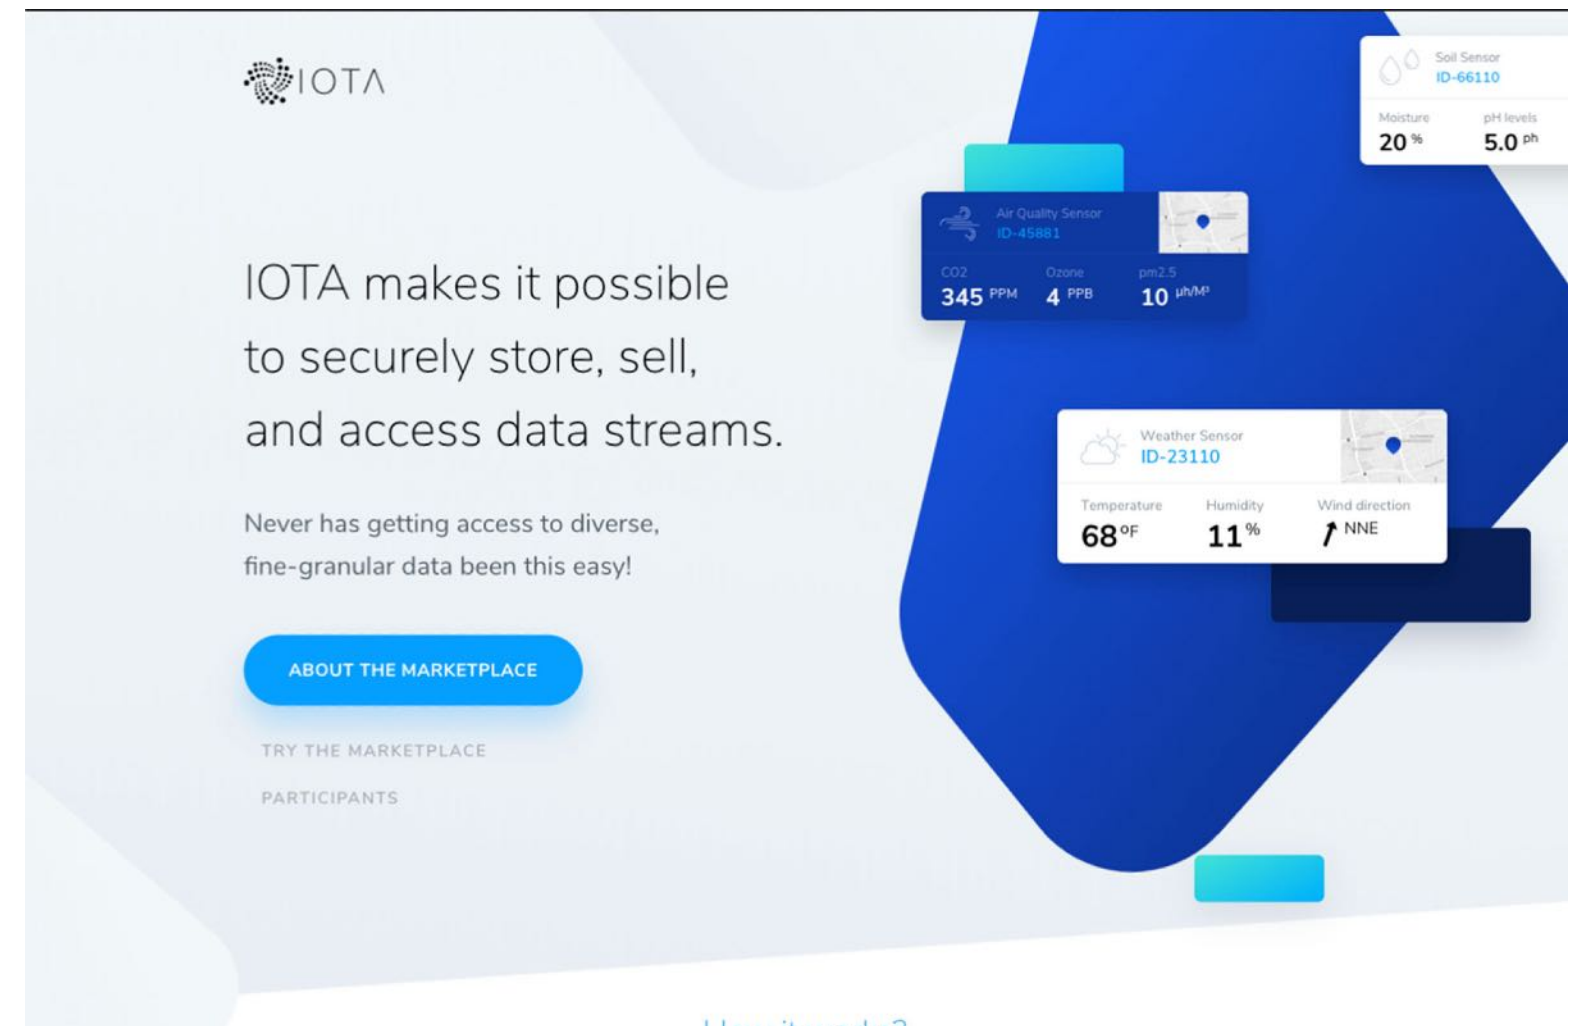 IOTA
IOTA makes it possible
to securely store, sell,
and access data streams.
Never has getting access to diverse,
fine-granular data been this easy!
ABOUT THE MARKETPLACE
TRY THE MARKETPLACE
PARTICIPANTS
Soil Sensor
ID-66110
Moisture pH levels
20 % 5.0 ph
Air Quality Sensor
ID-45881
CO2 Ozone pm2.5
345 PPM 4 PPB 10 µh/M³
Weather Sensor
ID-23110
Temperature Humidity Wind direction
68 ºF 11 % NNE